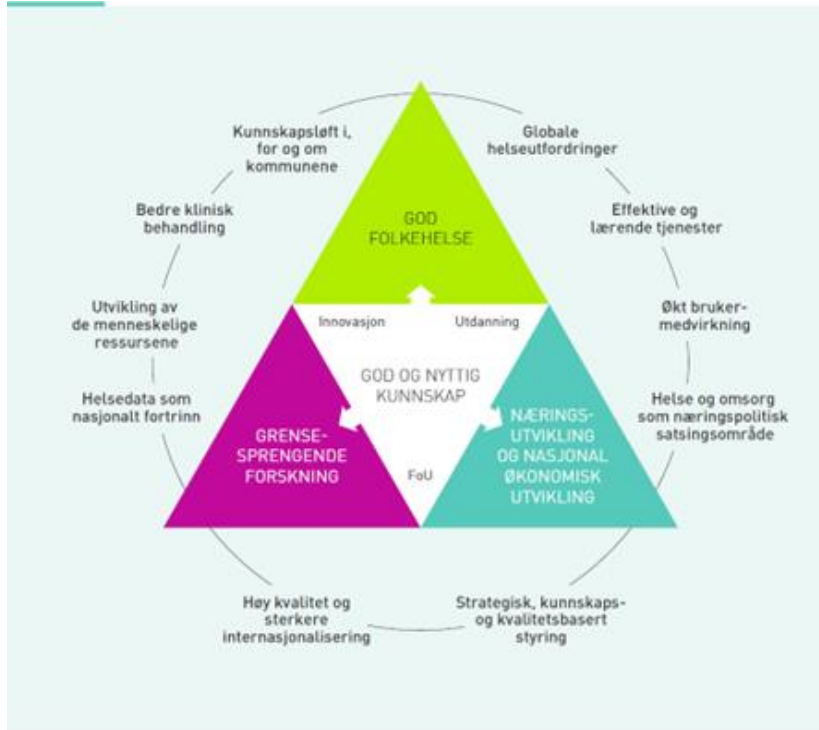 Kunnskapsløft i,
for og om
kommunene
Globale
helseutfordringer
Bedre klinisk
behandling
GOD
FOLKEHELSE
Effektive og
lærende tjenester
Utvikling av
de menneskelige
ressursene
Innovasjon
Utdanning
Økt bruker-
medvirkning
GOD OG NYTTIG
KUNNSKAP
Helsedata som
nasjonalt fortrinn
Helse og omsorg
som næringspolitisk
satsingsområde
GRENSE-
SPRENGENDE
FORSKNING
NÆRINGS-
UTVIKLING
OG NASJONAL
ØKONOMISK
UTVIKLING
FoU
Høy kvalitet og
sterkere
internasjonalisering
Strategisk, kunnskaps-
og kvalitetsbasert
styring